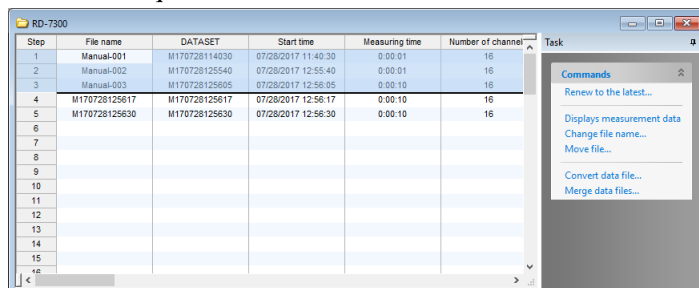 RD-7300
Step File name DATASET Start time Measuring time Number of channel
1 Manual-001 M170728114030 07/28/2017 11:40:30 0:00:01 16
2 Manual-002 M170728125540 07/28/2017 12:55:40 0:00:01 16
3 Manual-003 M170728125605 07/28/2017 12:56:05 0:00:10 16
4 M170728125617 M170728125617 07/28/2017 12:56:17 0:00:10 16
5 M170728125630 M170728125630 07/28/2017 12:56:30 0:00:10 16
6
7
8
9
10
11
12
13
14
15
16
Task
Commands
Renew to the latest...
Displays measurement data
Change file name...
Move file...
Convert data file...
Merge data files...